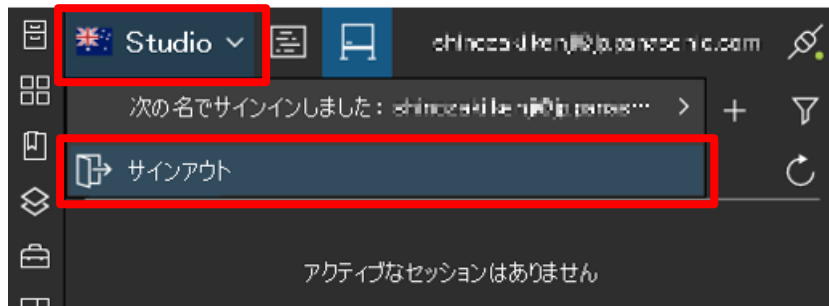 Studio
次の名でサインインしました：
サインアウト
アクティブなセッションはありません